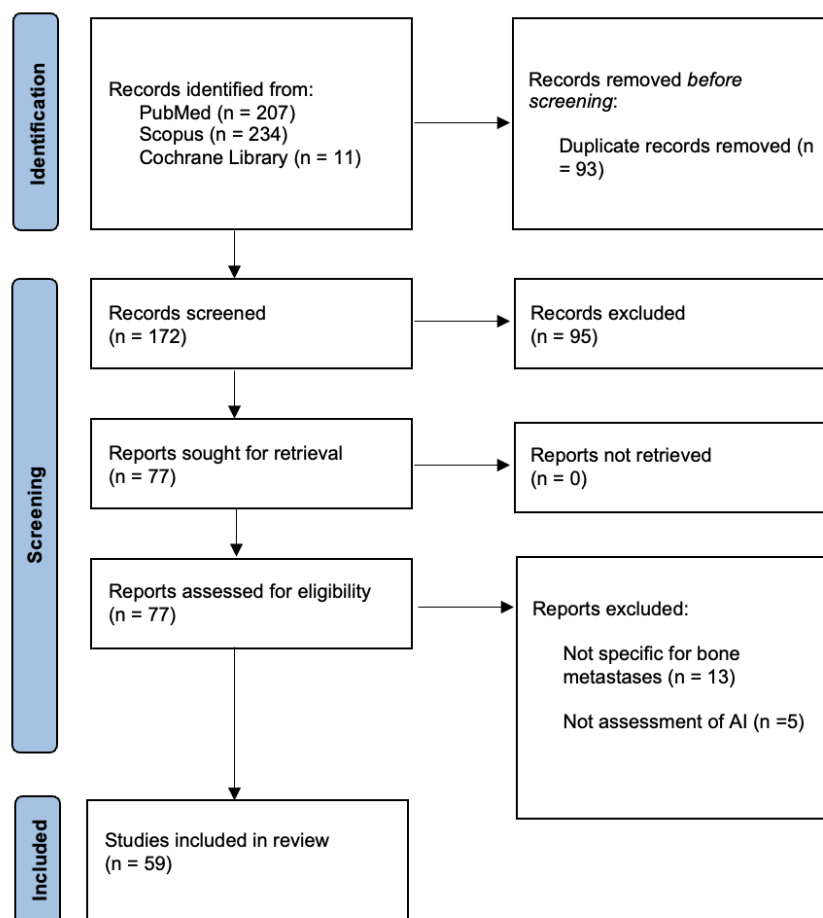 Identification
Records identified from:
PubMed (n = 207)
Scopus (n = 234)
Cochrane Library (n = 11)
Records removed before
screening:
Duplicate records removed (n
= 93)
Screening
Records screened
(n = 172)
Records excluded
(n = 95)
Reports sought for retrieval
(n = 77)
Reports not retrieved
(n = 0)
Reports assessed for eligibility
(n = 77)
Reports excluded:
Not specific for bone
metastases (n = 13)
Not assessment of AI (n =5)
Included
Studies included in review
(n = 59)